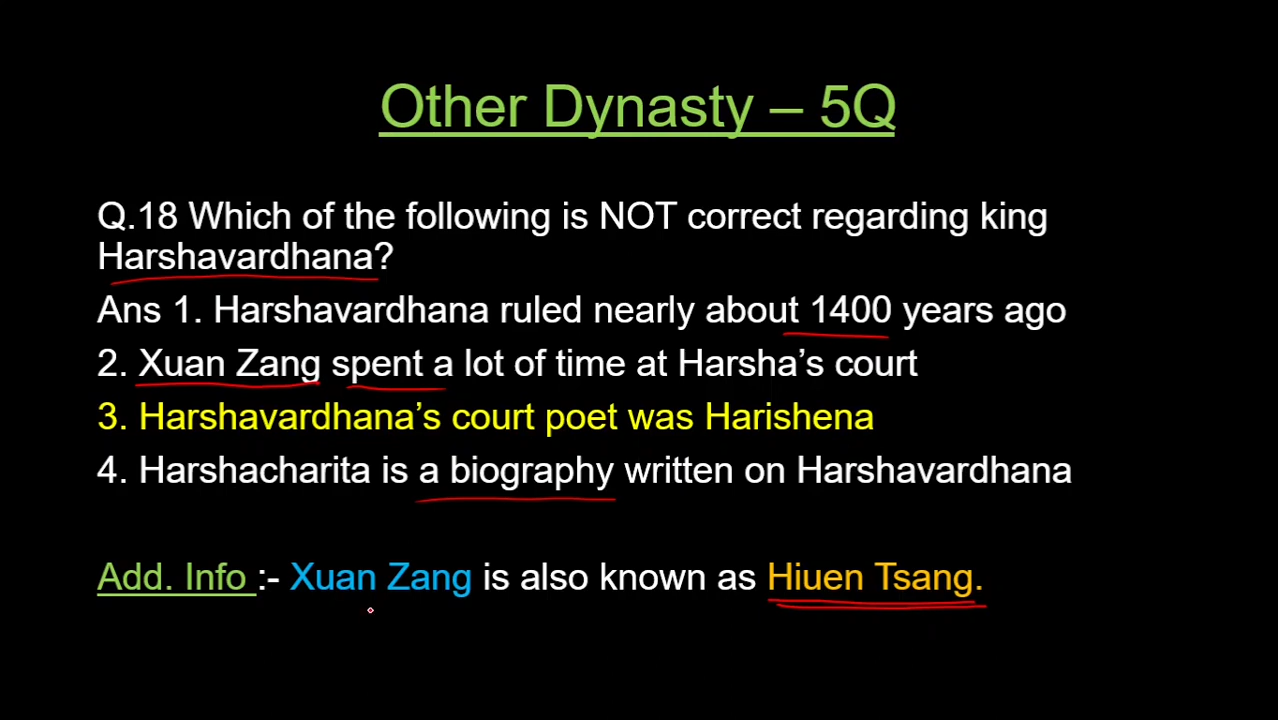 Other Dynasty – 5Q
Q.18 Which of the following is NOT correct regarding king
Harshavardhana?
Ans 1. Harshavardhana ruled nearly about 1400 years ago
2. Xuan Zang spent a lot of time at Harsha’s court
3. Harshavardhana’s court poet was Harishena
4. Harshacharita is a biography written on Harshavardhana
Add. Info :- Xuan Zang is also known as Hiuen Tsang.